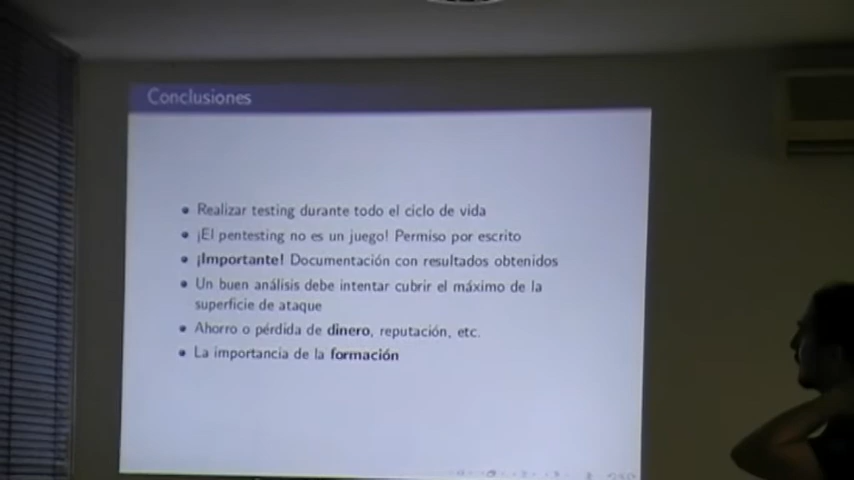 Conclusiones
Realizar testing durante todo el ciclo de vida
¡El pentesting no es un juego! Permiso por escrito
¡Importante! Documentación con resultados obtenidos
Un buen análisis debe intentar cubrir el máximo de la
superficie de ataque
Ahorro o pérdida de dinero, reputación, etc.
La importancia de la formación